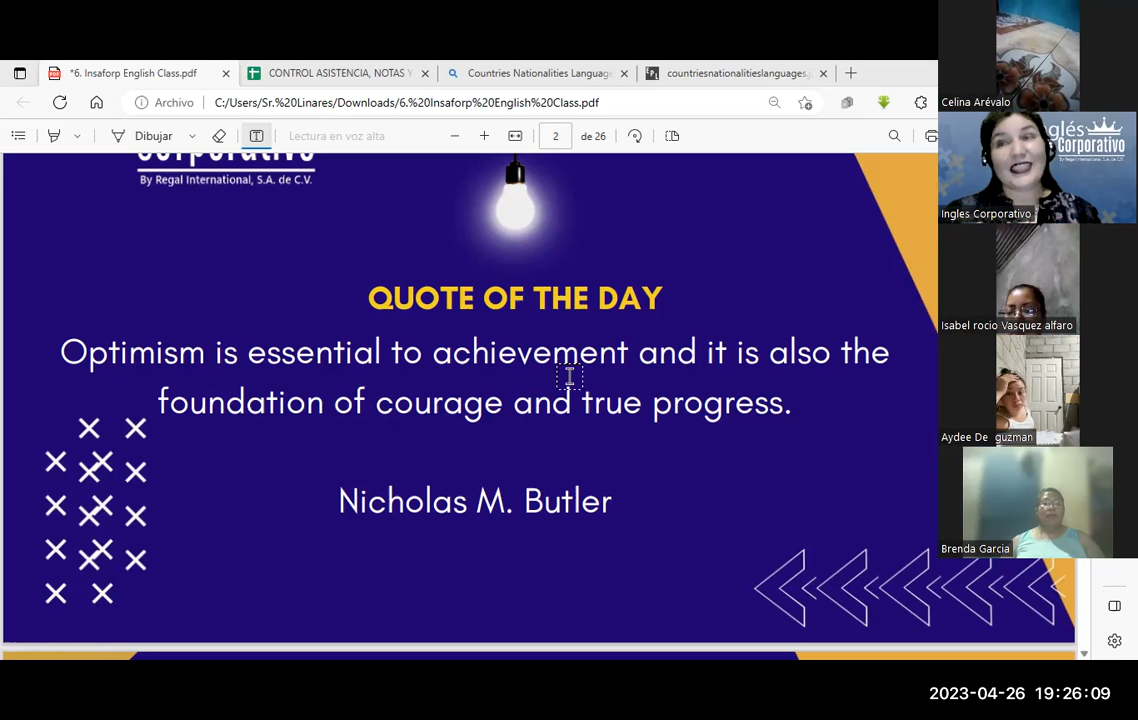 *6. Insaforp English Class.pdf
CONTROL ASISTENCIA, NOTAS Y
Countries Nationalities Language
countriesnationalitieslanguages.
Archivo
C:/Users/Sr.%20Linares/Downloads/6.%20Insaforp%20English%20Class.pdf
Dibujar
Lectura en voz alta
2
de 26
Corporativo
By Regal International, S.A. de C.V.
QUOTE OF THE DAY
Optimism is essential to achievement and it is also the
foundation of courage and true progress.
Nicholas M. Butler
Celina Arévalo
glés
Corporativo
Ingles Corporativo
Isabel rocio Vasquez alfaro
Aydee De guzman
Brenda Garcia
2023-04-26 19:26:09